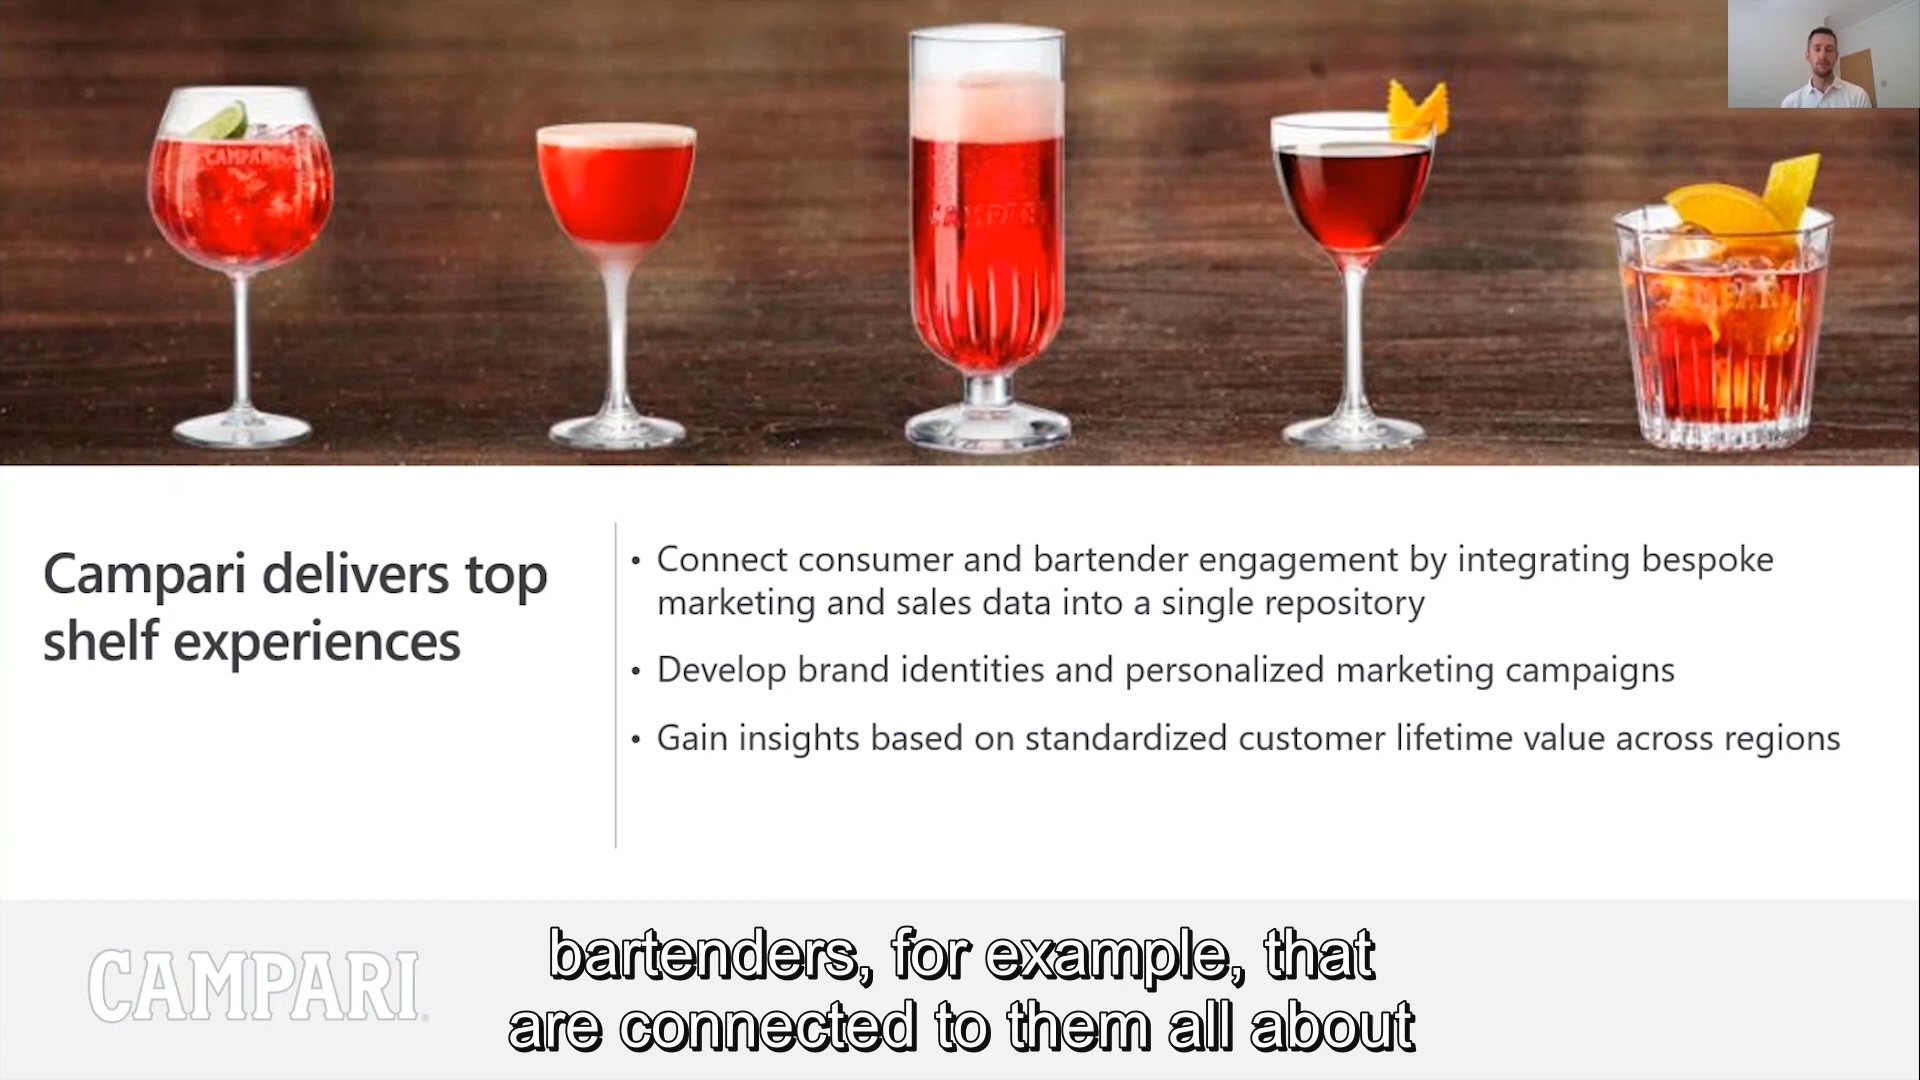 CAMPARI
CAMPARI
Campari delivers top
shelf experiences
• Connect consumer and bartender engagement by integrating bespoke
marketing and sales data into a single repository
• Develop brand identities and personalized marketing campaigns
• Gain insights based on standardized customer lifetime value across regions
CAMPARI®
bartenders, for example, that
are connected to them all about